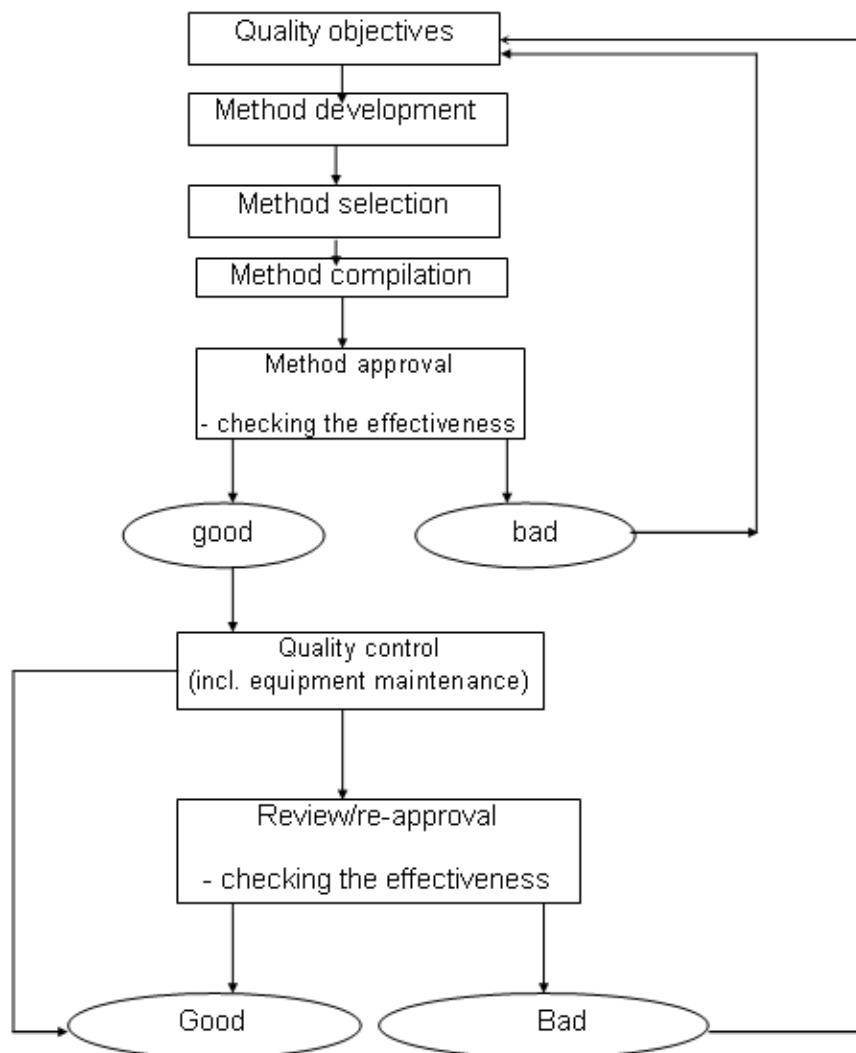 Quality objectives
Method development
Method selection
Method compilation
Method approval
- checking the effectiveness
good
bad
Quality control
(incl. equipment maintenance)
Review/re-approval
- checking the effectiveness
Good
Bad